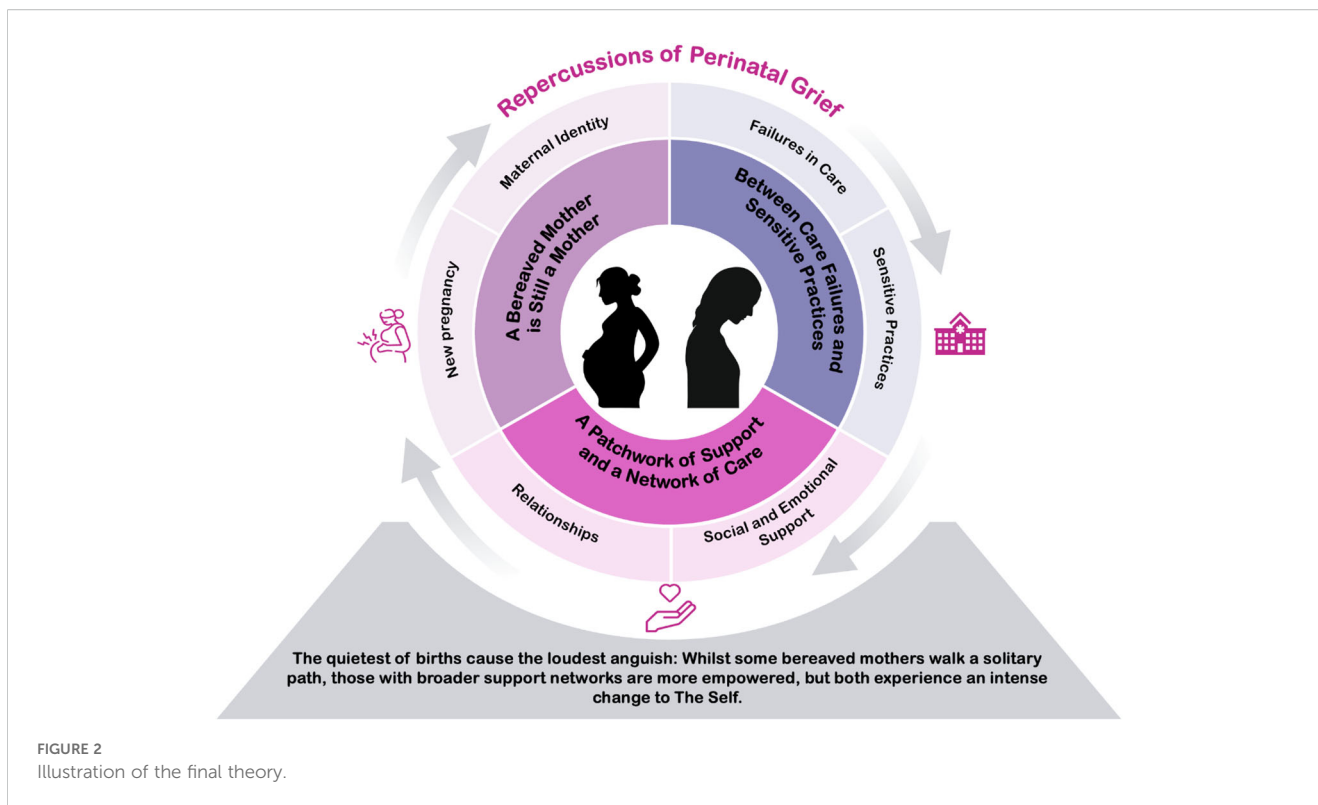 Repercussions of Perinatal Grief
Maternal Identity
Failures in Care
A Bereaved Mother
is Still a Mother
Between Care Failures and
Sensitive Practices
New pregnancy
Sensitive Practices
A Patchwork of Support
and a Network of Care
Relationships
Social and Emotional
Support
The quietest of births cause the loudest anguish: Whilst some bereaved mothers walk a solitary
path, those with broader support networks are more empowered, but both experience an intense
change to The Self.
FIGURE 2
Illustration of the final theory.